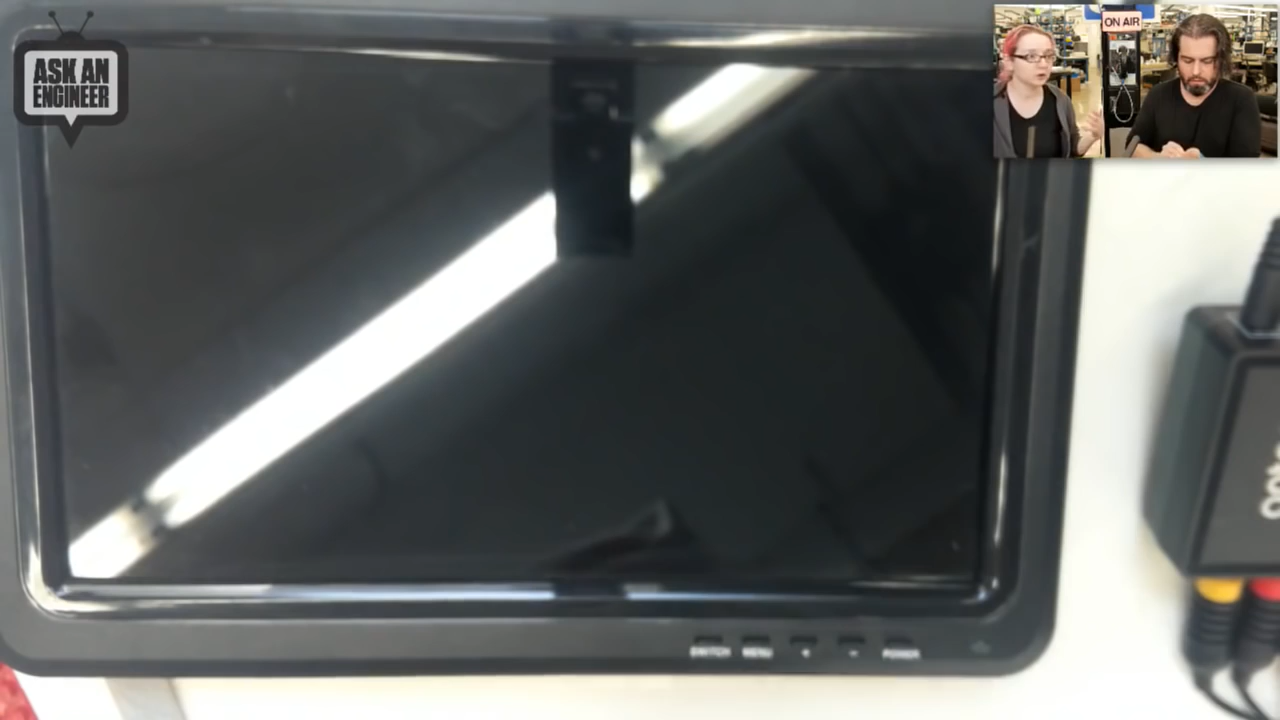 ASK AN
ENGINEER
ON AIR
SWITCH MENU + - POWER